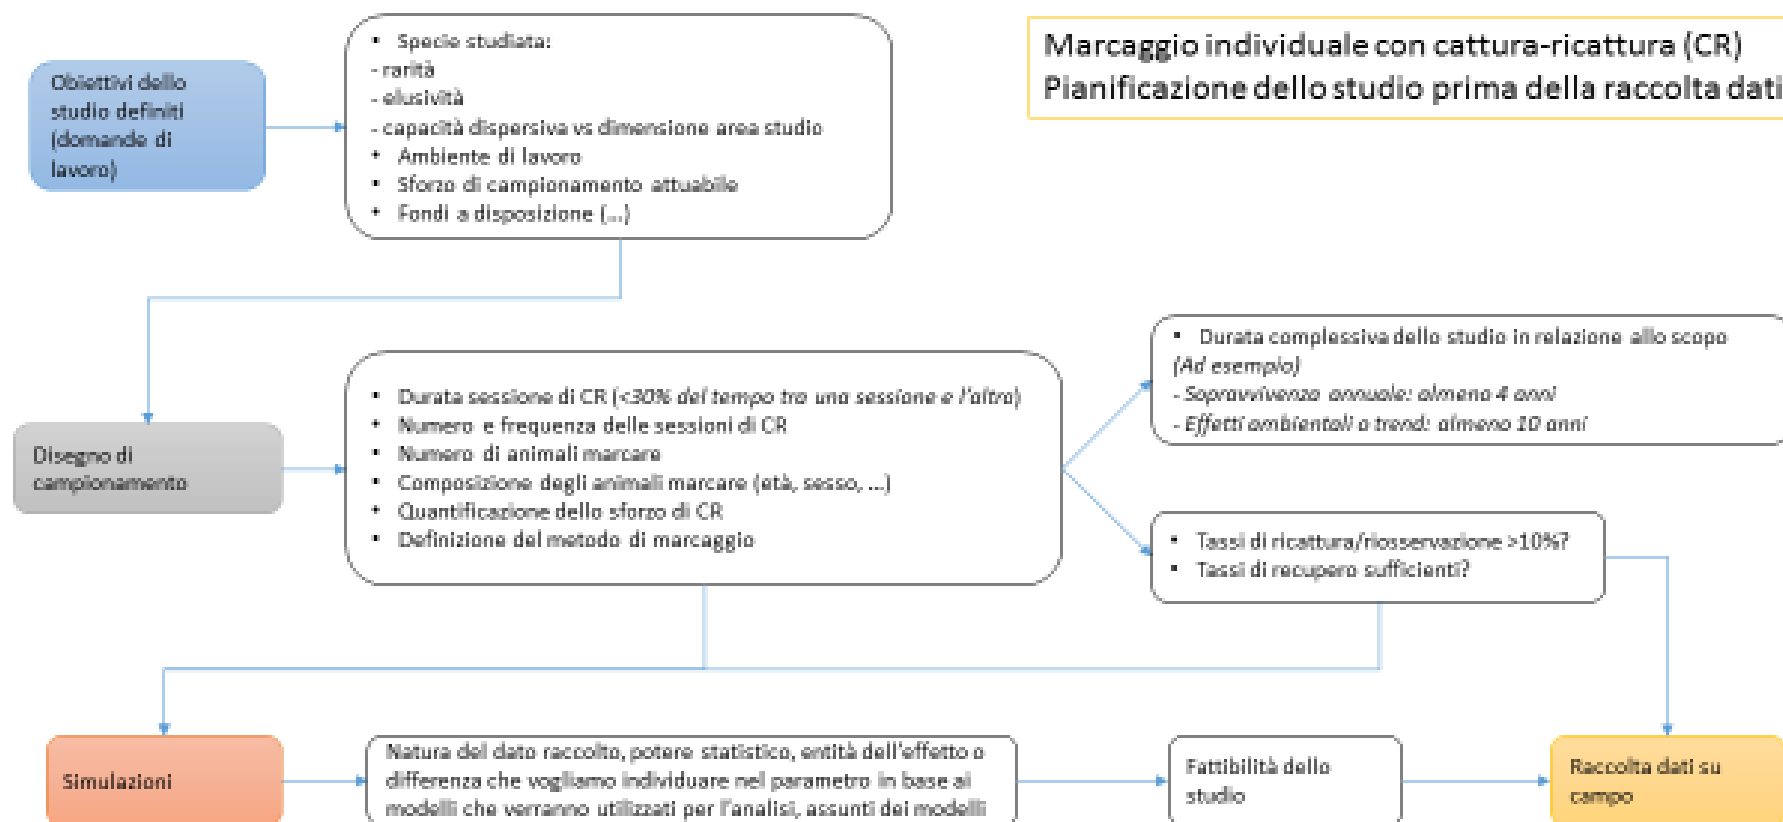 Marcaggio individuale con cattura-ricattura (CR)
Pianificazione dello studio prima della raccolta dati
Obiettivi dello
studio definiti
(domande di
lavoro)
• Specie studiata:
- rarità
- elusività
- capacità dispersiva vs dimensione area studio
• Ambiente di lavoro
• Sforzo di campionamento attuabile
• Fondi a disposizione (...)
Disegno di
campionamento
• Durata sessione di CR (<30% del tempo tra una sessione e l'altra)
• Numero e frequenza delle sessioni di CR
• Numero di animali marcare
• Composizione degli animali marcare (età, sesso, ...)
• Quantificazione dello sforzo di CR
• Definizione del metodo di marcaggio
• Durata complessiva dello studio in relazione allo scopo
(Ad esempio)
- Sopravvivenza annuale: almeno 4 anni
- Effetti ambientali o trend: almeno 10 anni
• Tassi di ricattura/riosservazione >10%?
• Tassi di recupero sufficienti?
Simulazioni
Natura del dato raccolto, potere statistico, entità dell'effetto o
differenza che vogliamo individuare nel parametro in base ai
modelli che verranno utilizzati per l'analisi, assunti dei modelli
Fattibilità dello
studio
Raccolta dati su
campo